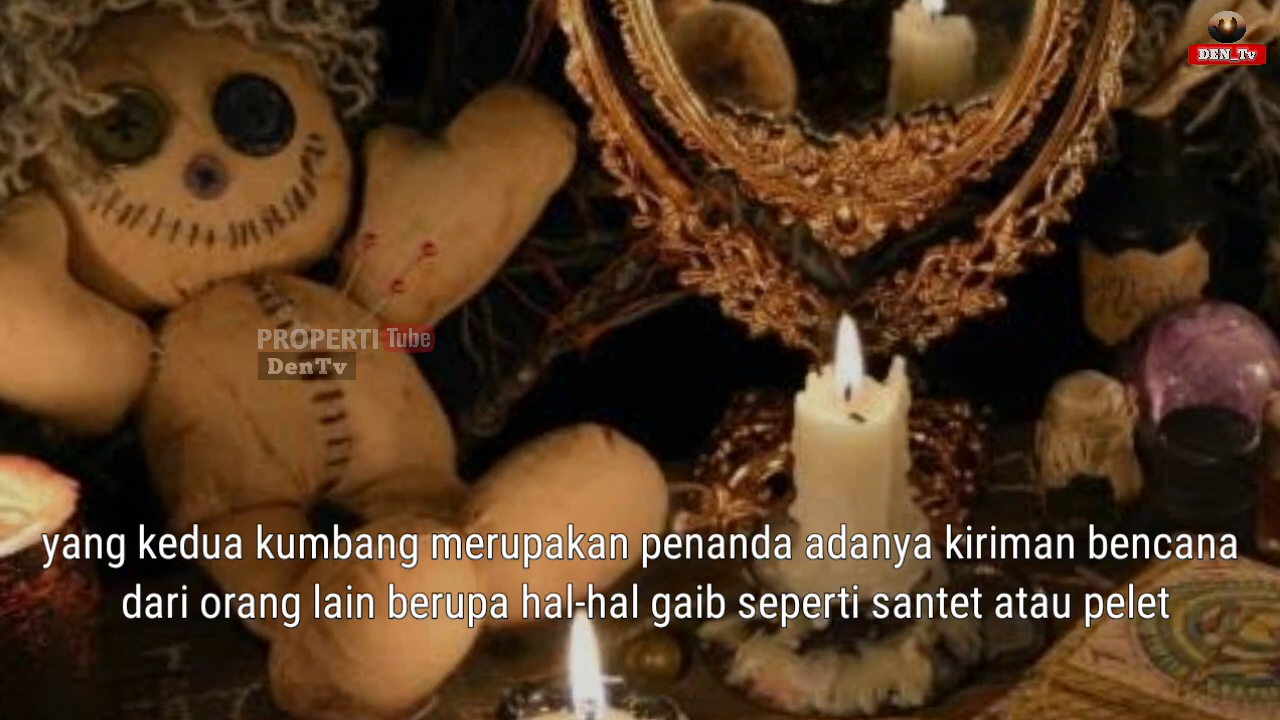 DEN_Tv
PROPERTI Tube
DenTv
yang kedua kumbang merupakan penanda adanya kiriman bencana
dari orang lain berupa hal-hal gaib seperti santet atau pelet